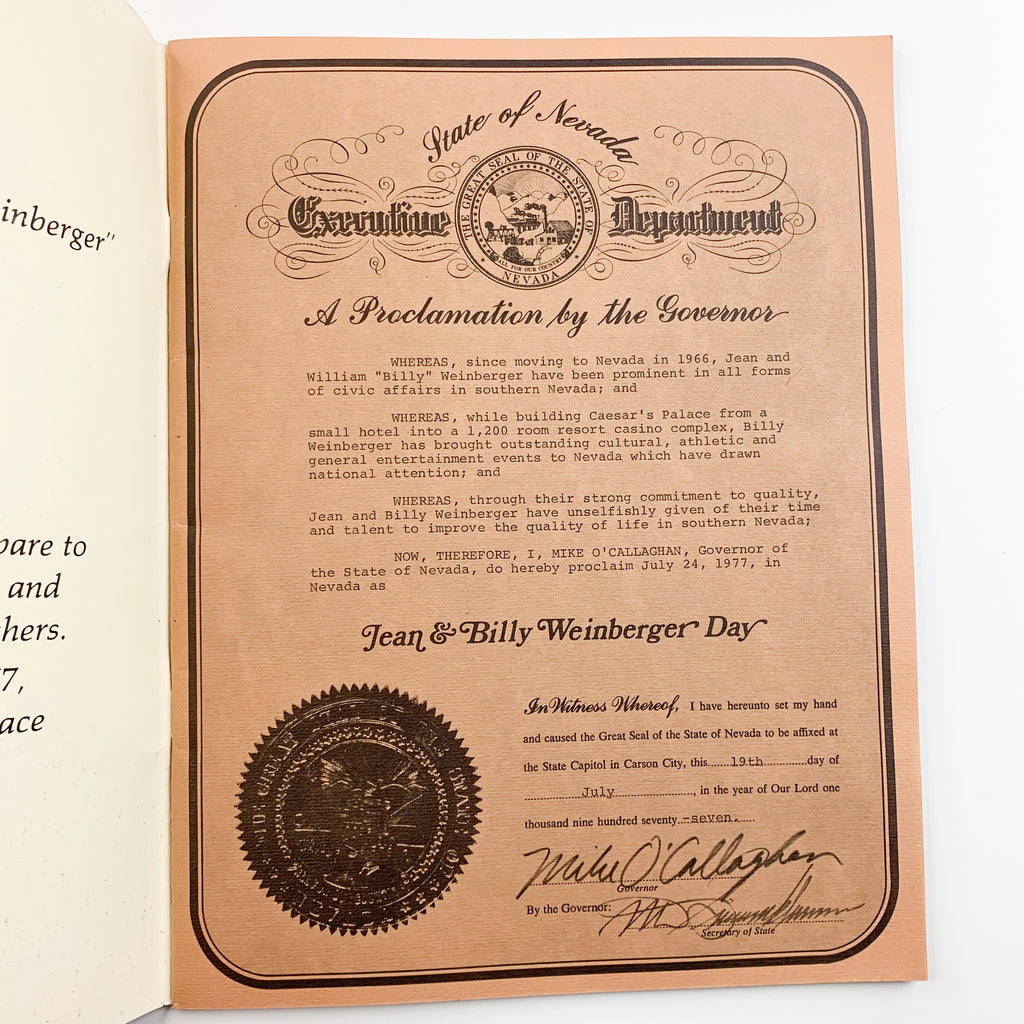 inberger"
pare to
and
hers.
7,
ace
State of Nevada
Executive Department
THE GREAT SEAL OF THE STATE OF
ALL FOR OUR COUNTRY
NEVADA
A Proclamation by the Governor
WHEREAS, since moving to Nevada in 1966, Jean and
William "Billy" Weinberger have been prominent in all forms
of civic affairs in southern Nevada; and
WHEREAS, while building Caesar's Palace from a
small hotel into a 1,200 room resort casino complex, Billy
Weinberger has brought outstanding cultural, athletic and
general entertainment events to Nevada which have drawn
national attention; and
WHEREAS, through their strong commitment to quality,
Jean and Billy Weinberger have unselfishly given of their time
and talent to improve the quality of life in southern Nevada;
NOW, THEREFORE, I, MIKE O'CALLAGHAN, Governor of
the State of Nevada, do hereby proclaim July 24, 1977, in
Nevada as
Jean & Billy Weinberger Day
In Witness Whereof, I have hereunto set my hand
and caused the Great Seal of the State of Nevada to be affixed at
the State Capitol in Carson City, this 19th day of
July, in the year of Our Lord one
thousand nine hundred seventy-seven.
Mike O'Callaghan
Governor
By the Governor:
Secretary of State